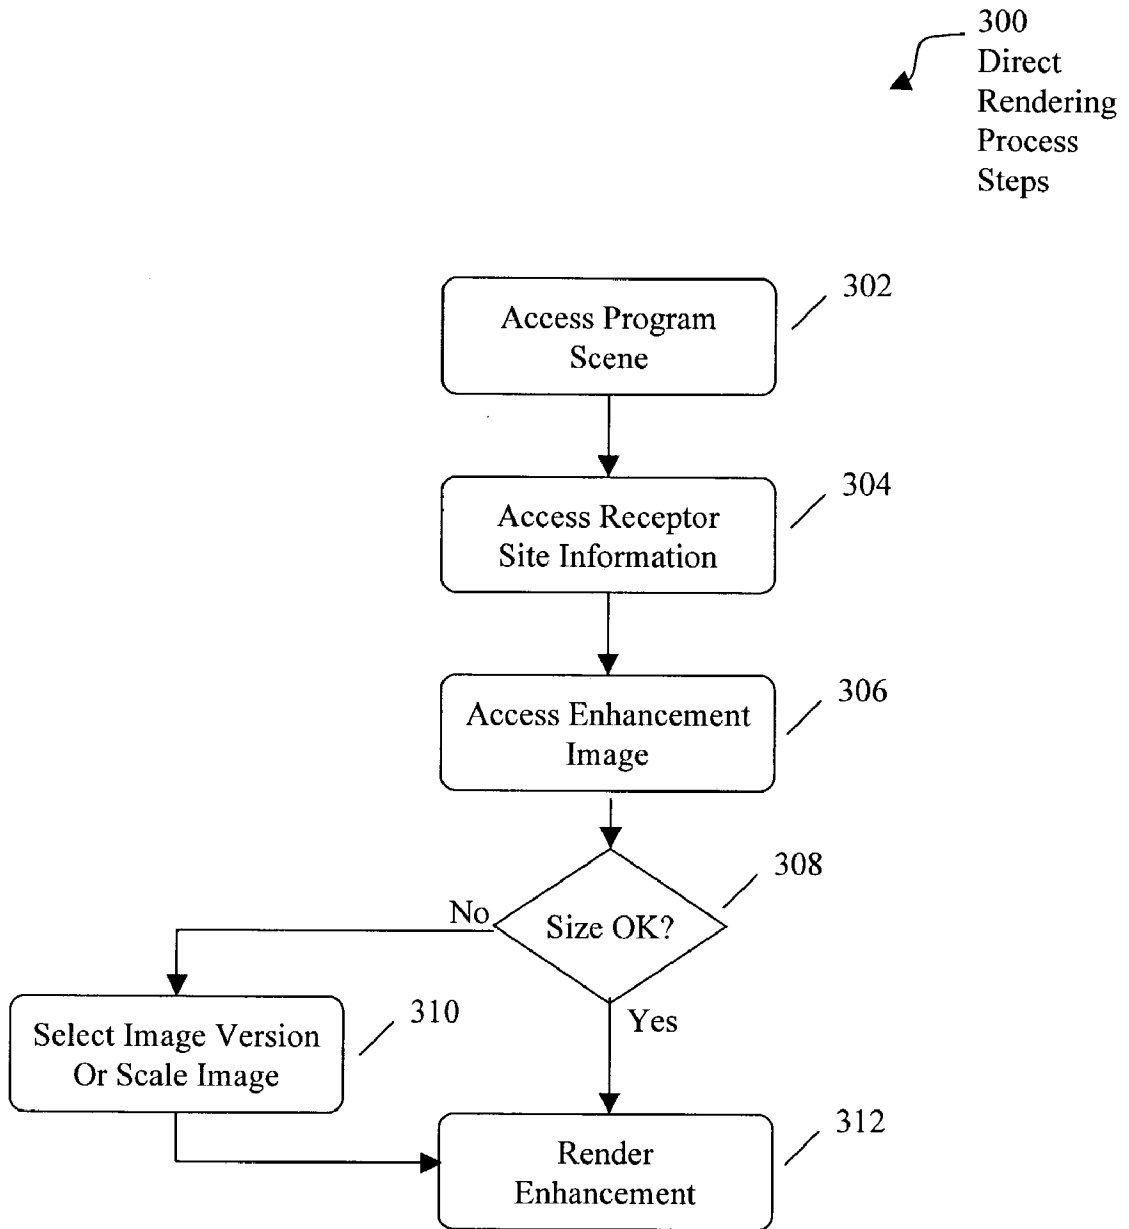 300
Direct
Rendering
Process
Steps
302
Access Program
Scene
304
Access Receptor
Site Information
306
Access Enhancement
Image
308
No
Size OK?
Yes
310
Select Image Version
Or Scale Image
312
Render
Enhancement